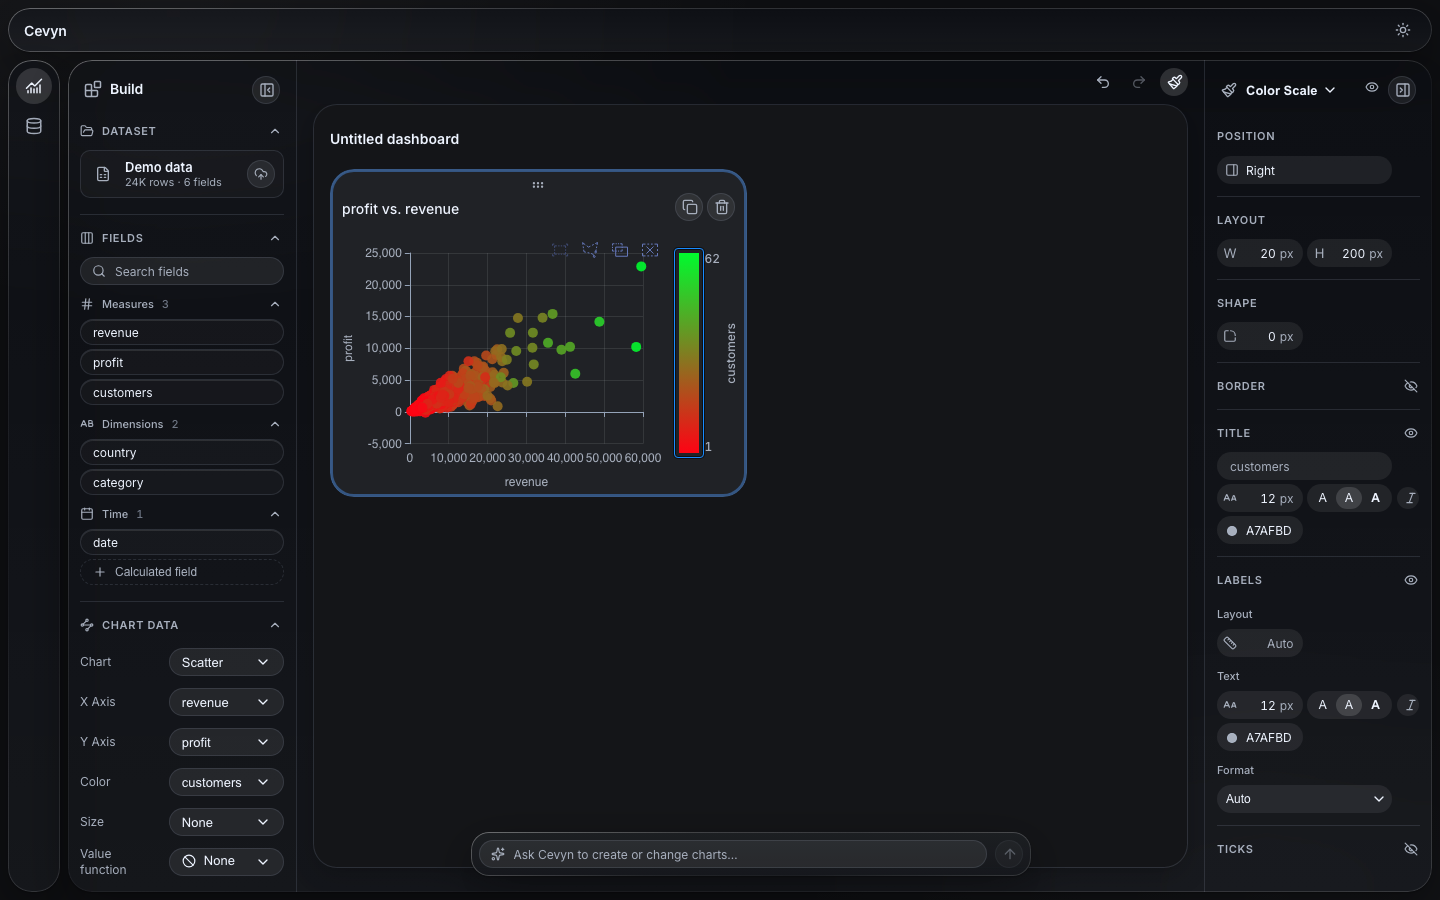 Cevyn
Build
DATASET
Demo data
24K rows · 6 fields
FIELDS
Search fields
Measures 3
revenue
profit
customers
AB Dimensions 2
country
category
Time 1
date
Calculated field
CHART DATA
Chart Scatter
X Axis revenue
Y Axis profit
Color customers
Size None
Value function None
Untitled dashboard
profit vs. revenue
25,000
20,000
15,000
10,000
5,000
0
-5,000
profit
0 10,000 20,000 30,000 40,000 50,000 60,000
revenue
62
1
customers
Ask Cevyn to create or change charts...
Color Scale
POSITION
Right
LAYOUT
W 20 px H 200 px
SHAPE
0 px
BORDER
TITLE
customers
AA 12 px A A A I
A7AFBD
LABELS
Layout
Auto
Text
AA 12 px A A A I
A7AFBD
Format
Auto
TICKS